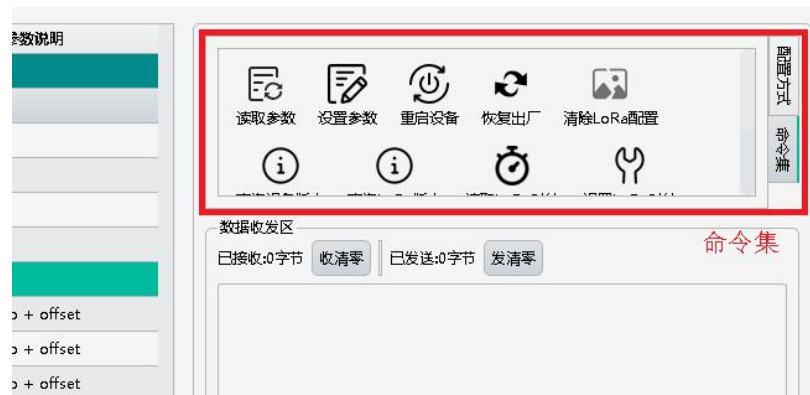 参数说明
读取参数
设置参数
重启设备
恢复出厂
清除LoRa配置
配置方式
命令集
数据收发区
已接收:0字节
收清零
已发送:0字节
发清零
命令集
+ offset
+ offset
+ offset